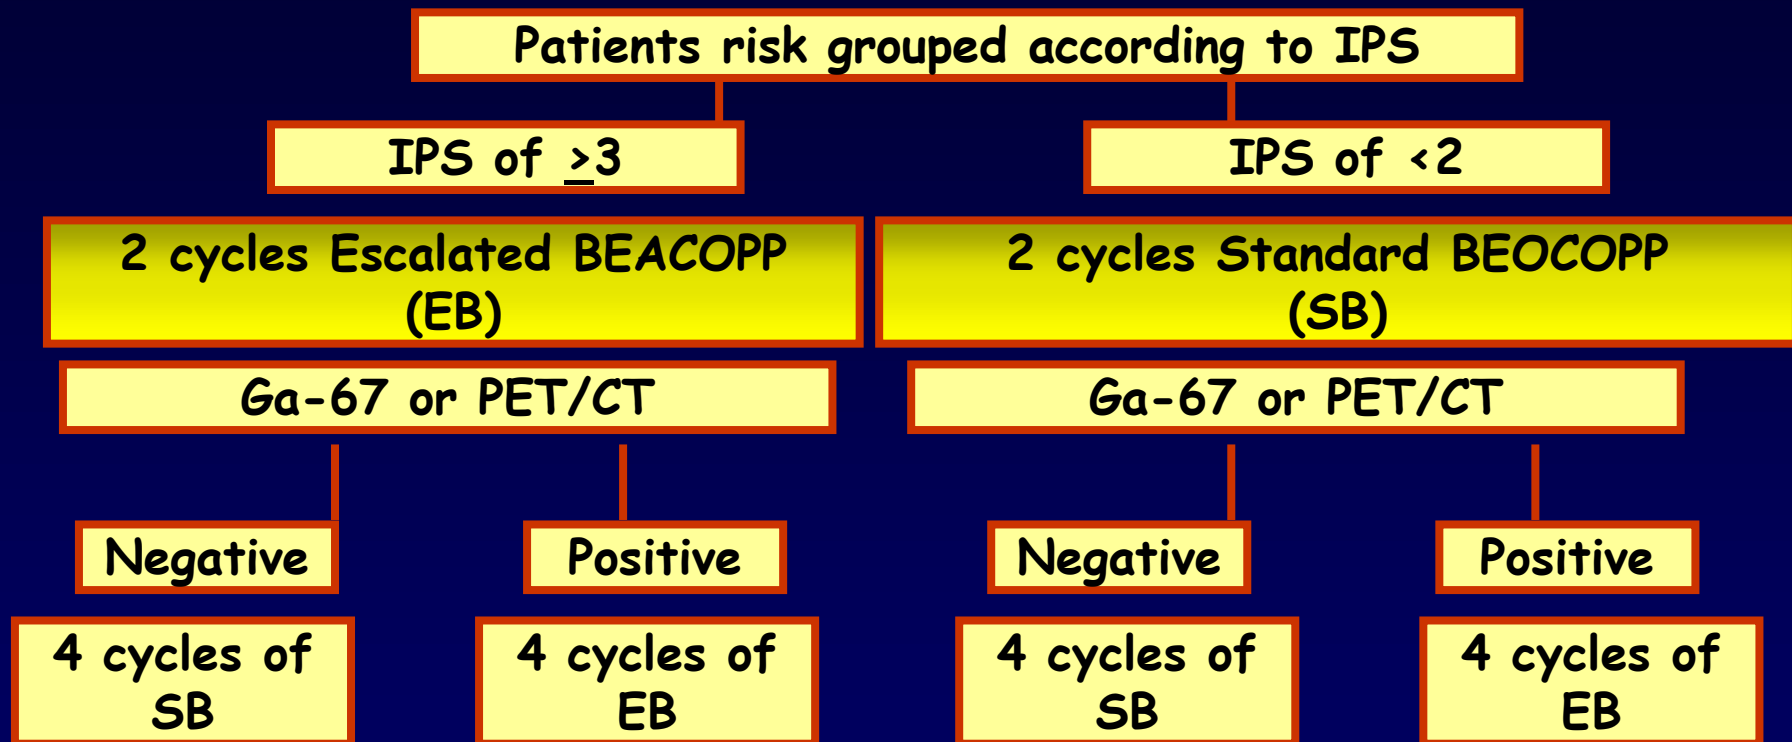 Patients risk grouped according to IPS
IPS of >3
IPS of <2
2 cycles Escalated BEACOPP
(EB)
2 cycles Standard BEOCOPP
(SB)
Ga-67 or PET/CT
Ga-67 or PET/CT
Negative
Positive
Negative
Positive
4 cycles of
SB
4 cycles of
EB
4 cycles of
SB
4 cycles of
EB